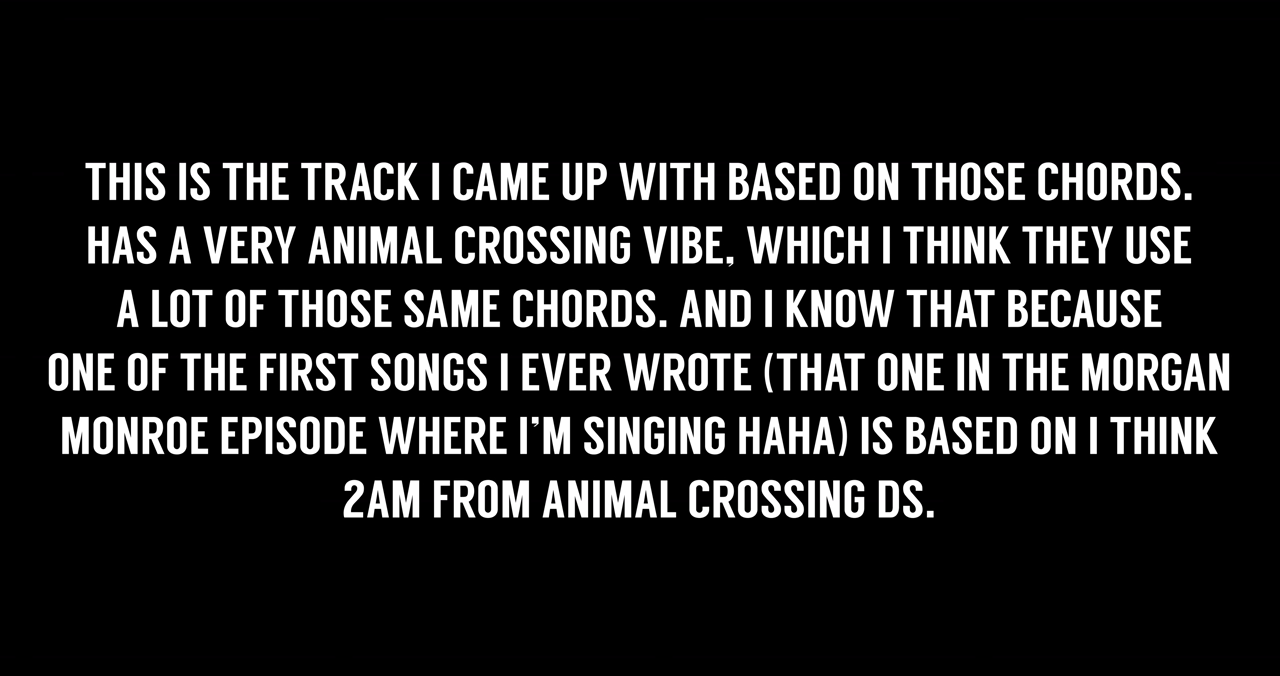 THIS IS THE TRACK I CAME UP WITH BASED ON THOSE CHORDS.
HAS A VERY ANIMAL CROSSING VIBE, WHICH I THINK THEY USE
A LOT OF THOSE SAME CHORDS. AND I KNOW THAT BECAUSE
ONE OF THE FIRST SONGS I EVER WROTE (THAT ONE IN THE MORGAN
MONROE EPISODE WHERE I'M SINGING HAHA) IS BASED ON I THINK
2AM FROM ANIMAL CROSSING DS.